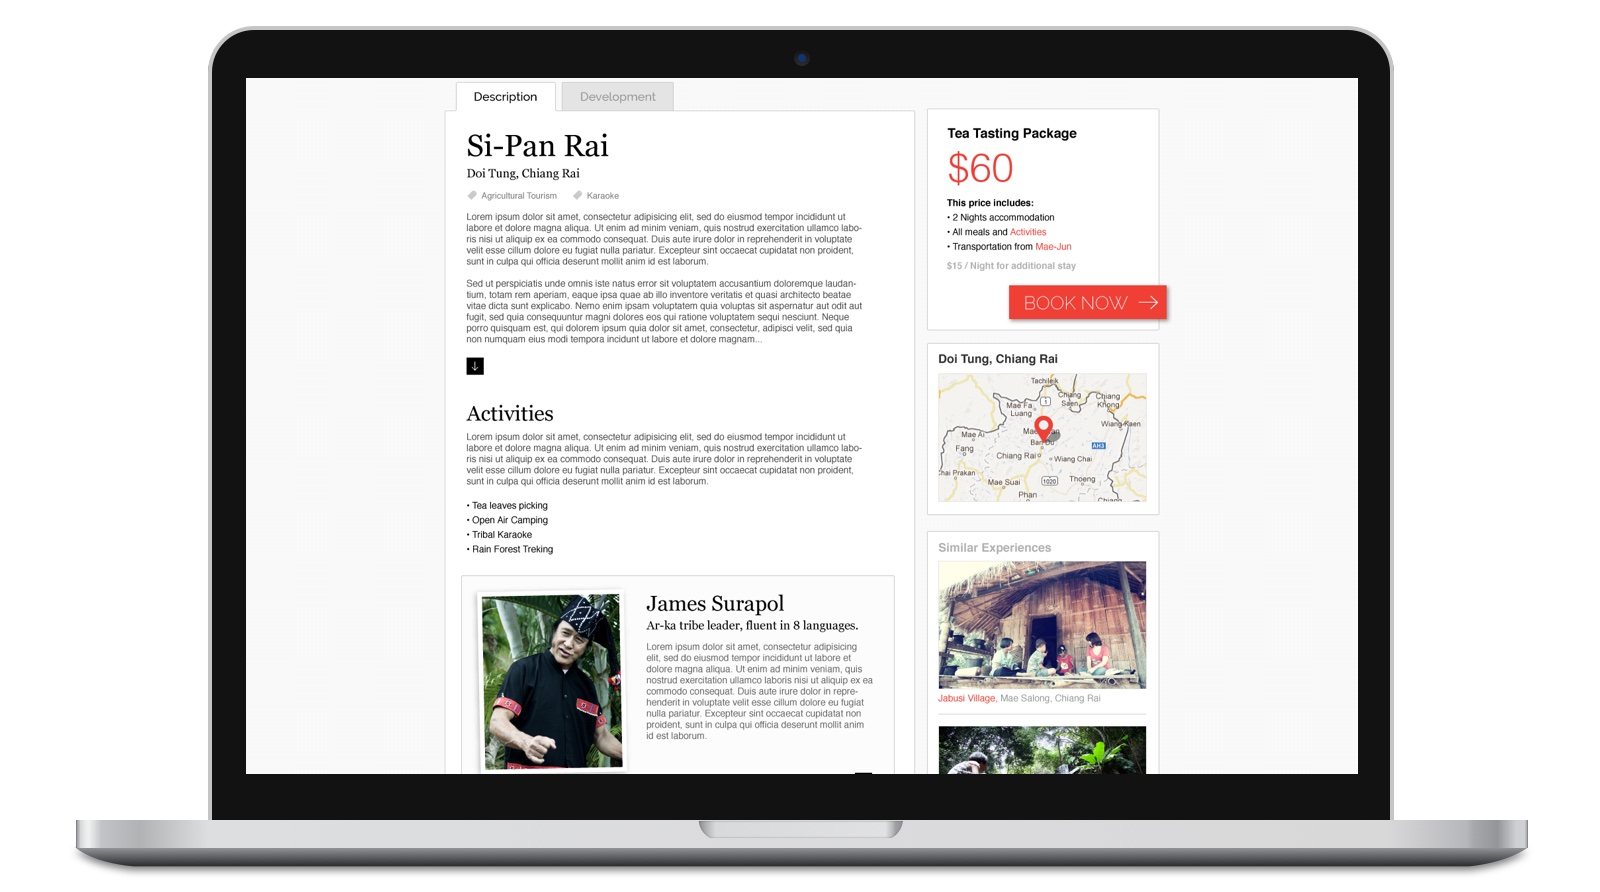 Description
Development
Si-Pan Rai
Doi Tung, Chiang Rai
Agricultural Tourism
Karaoke
Lorem ipsum dolor sit amet, consectetur adipisicing elit, sed do eiusmod tempor incididunt ut
labore et dolore magna aliqua. Ut enim ad minim veniam, quis nostrud exercitation ullamco labo-
ris nisi ut aliquip ex ea commodo consequat. Duis aute irure dolor in reprehenderit in voluptate
velit esse cillum dolore eu fugiat nulla pariatur. Excepteur sint occaecat cupidatat non proident,
sunt in culpa qui officia deserunt mollit anim id est laborum.
Sed ut perspiciatis unde omnis iste natus error sit voluptatem accusantium doloremque laudan-
tium, totam rem aperiam, eaque ipsa quae ab illo inventore veritatis et quasi architecto beatae
vitae dicta sunt explicabo. Nemo enim ipsam voluptatem quia voluptas sit aspernatur aut odit aut
fugit, sed quia consequuntur magni dolores eos qui ratione voluptatem sequi nesciunt. Neque
porro quisquam est, qui dolorem ipsum quia dolor sit amet, consectetur, adipisci velit, sed quia
non numquam eius modi tempora incidunt ut labore et dolore magnam...
Activities
Lorem ipsum dolor sit amet, consectetur adipisicing elit, sed do eiusmod tempor incididunt ut
labore et dolore magna aliqua. Ut enim ad minim veniam, quis nostrud exercitation ullamco labo-
ris nisi ut aliquip ex ea commodo consequat. Duis aute irure dolor in reprehenderit in voluptate
velit esse cillum dolore eu fugiat nulla pariatur. Excepteur sint occaecat cupidatat non proident,
sunt in culpa qui officia deserunt mollit anim id est laborum.
• Tea leaves picking
• Open Air Camping
• Tribal Karaoke
• Rain Forest Treking
James Surapol
Ar-ka tribe leader, fluent in 8 languages.
Lorem ipsum dolor sit amet, consectetur adipisicing
elit, sed do eiusmod tempor incididunt ut labore et
dolore magna aliqua. Ut enim ad minim veniam, quis
nostrud exercitation ullamco laboris nisi ut aliquip ex ea
commodo consequat. Duis aute irure dolor in repre-
henderit in voluptate velit esse cillum dolore eu fugiat
nulla pariatur. Excepteur sint occaecat cupidatat non
proident, sunt in culpa qui officia deserunt mollit anim
id est laborum.
Tea Tasting Package
$60
This price includes:
• 2 Nights accommodation
• All meals and Activities
• Transportation from Mae-Jun
$15 / Night for additional stay
BOOK NOW
Doi Tung, Chiang Rai
Tachileik
Chiang
Saen
Chiang
Khong
1
Mae Fa
Luang
Wiang Kaen
Mae Ai
Ban Du
AH3
Fang
Chiang Rai
Wiang Chai
hai Prakan
Mae Suai
1020
Thoeng
Phan
Chiang
Similar Experiences
Jabusi Village, Mae Salong, Chiang Rai